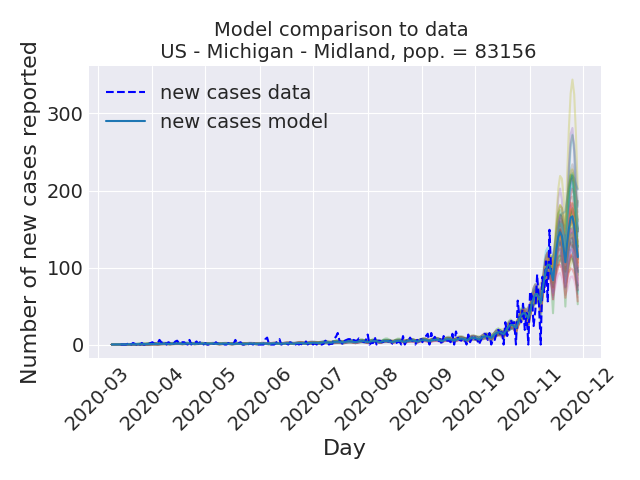 Model comparison to data
US - Michigan - Midland, pop. = 83156
new cases data
new cases model
Number of new cases reported
300
200
100
0
2020-03
2020-04
2020-05
2020-06
2020-07
2020-08
2020-09
2020-10
2020-11
2020-12
Day